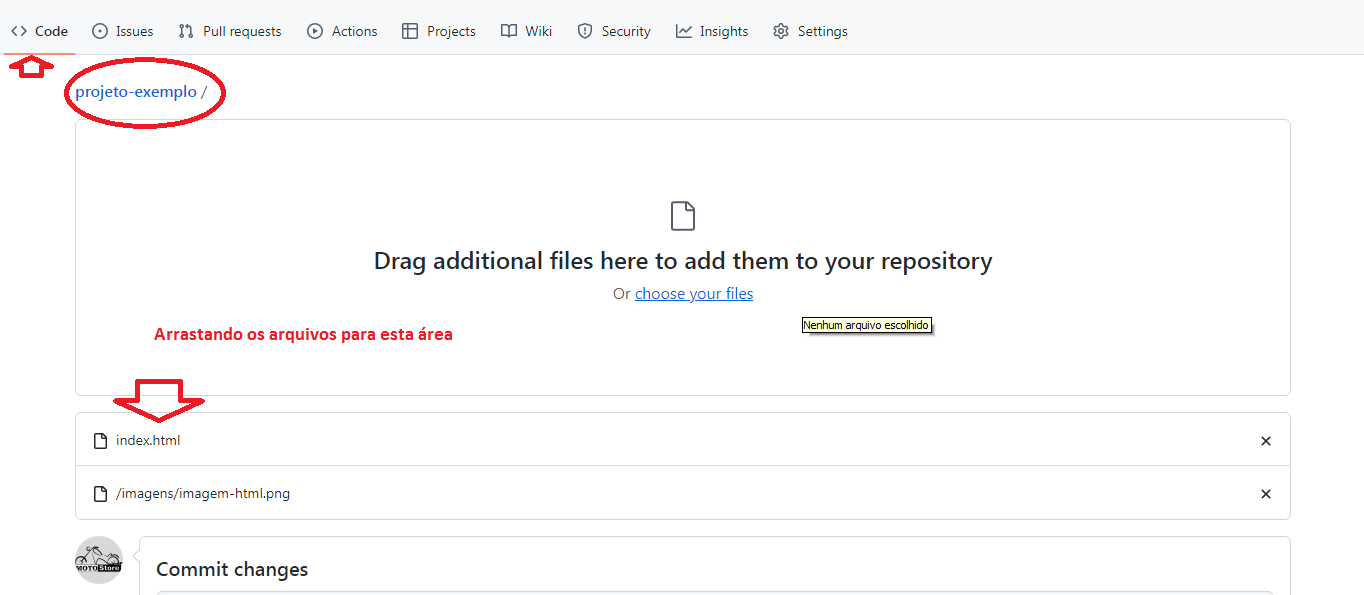 Code Issues Pull requests Actions Projects Wiki Security Insights Settings
projeto-exemplo /
Drag additional files here to add them to your repository
Or choose your files
Nenhum arquivo escolhido
Arrastando os arquivos para esta área
index.html
/imagens/imagem-html.png
MOTOStore
Commit changes